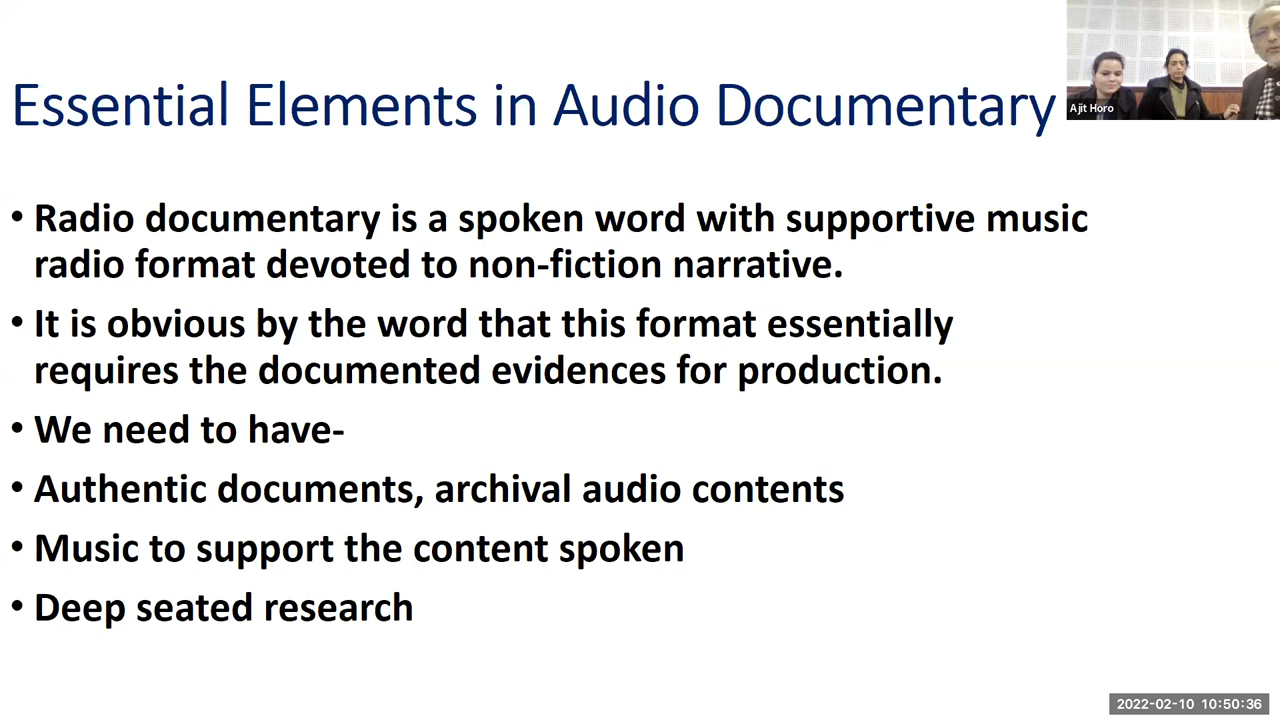 Essential Elements in Audio Documentary
Ajit Horo
• Radio documentary is a spoken word with supportive music
radio format devoted to non-fiction narrative.
• It is obvious by the word that this format essentially
requires the documented evidences for production.
• We need to have-
• Authentic documents, archival audio contents
• Music to support the content spoken
• Deep seated research
2022-02-10 10:50:36